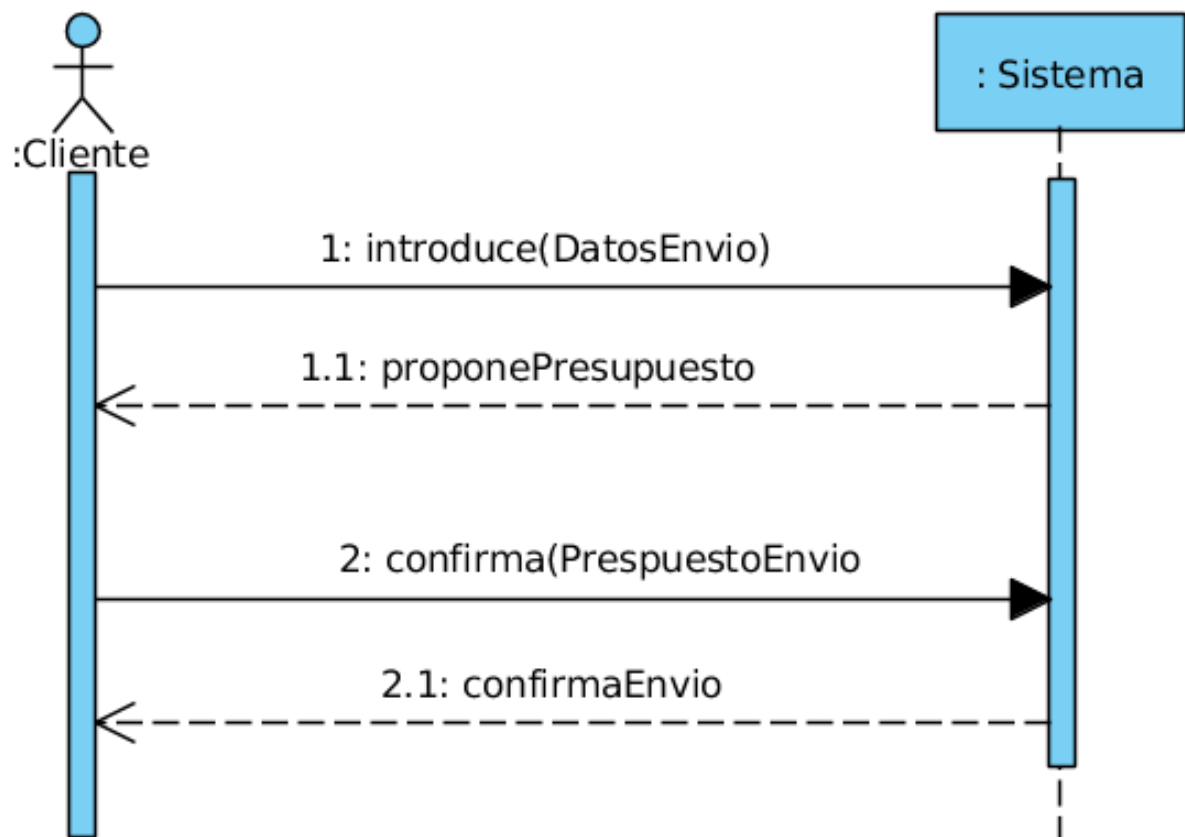 : Sistema
:Cliente
1: introduce(DatosEnvio)
1.1: proponePresupuesto
2: confirma(PrespuestoEnvio
2.1: confirmaEnvio